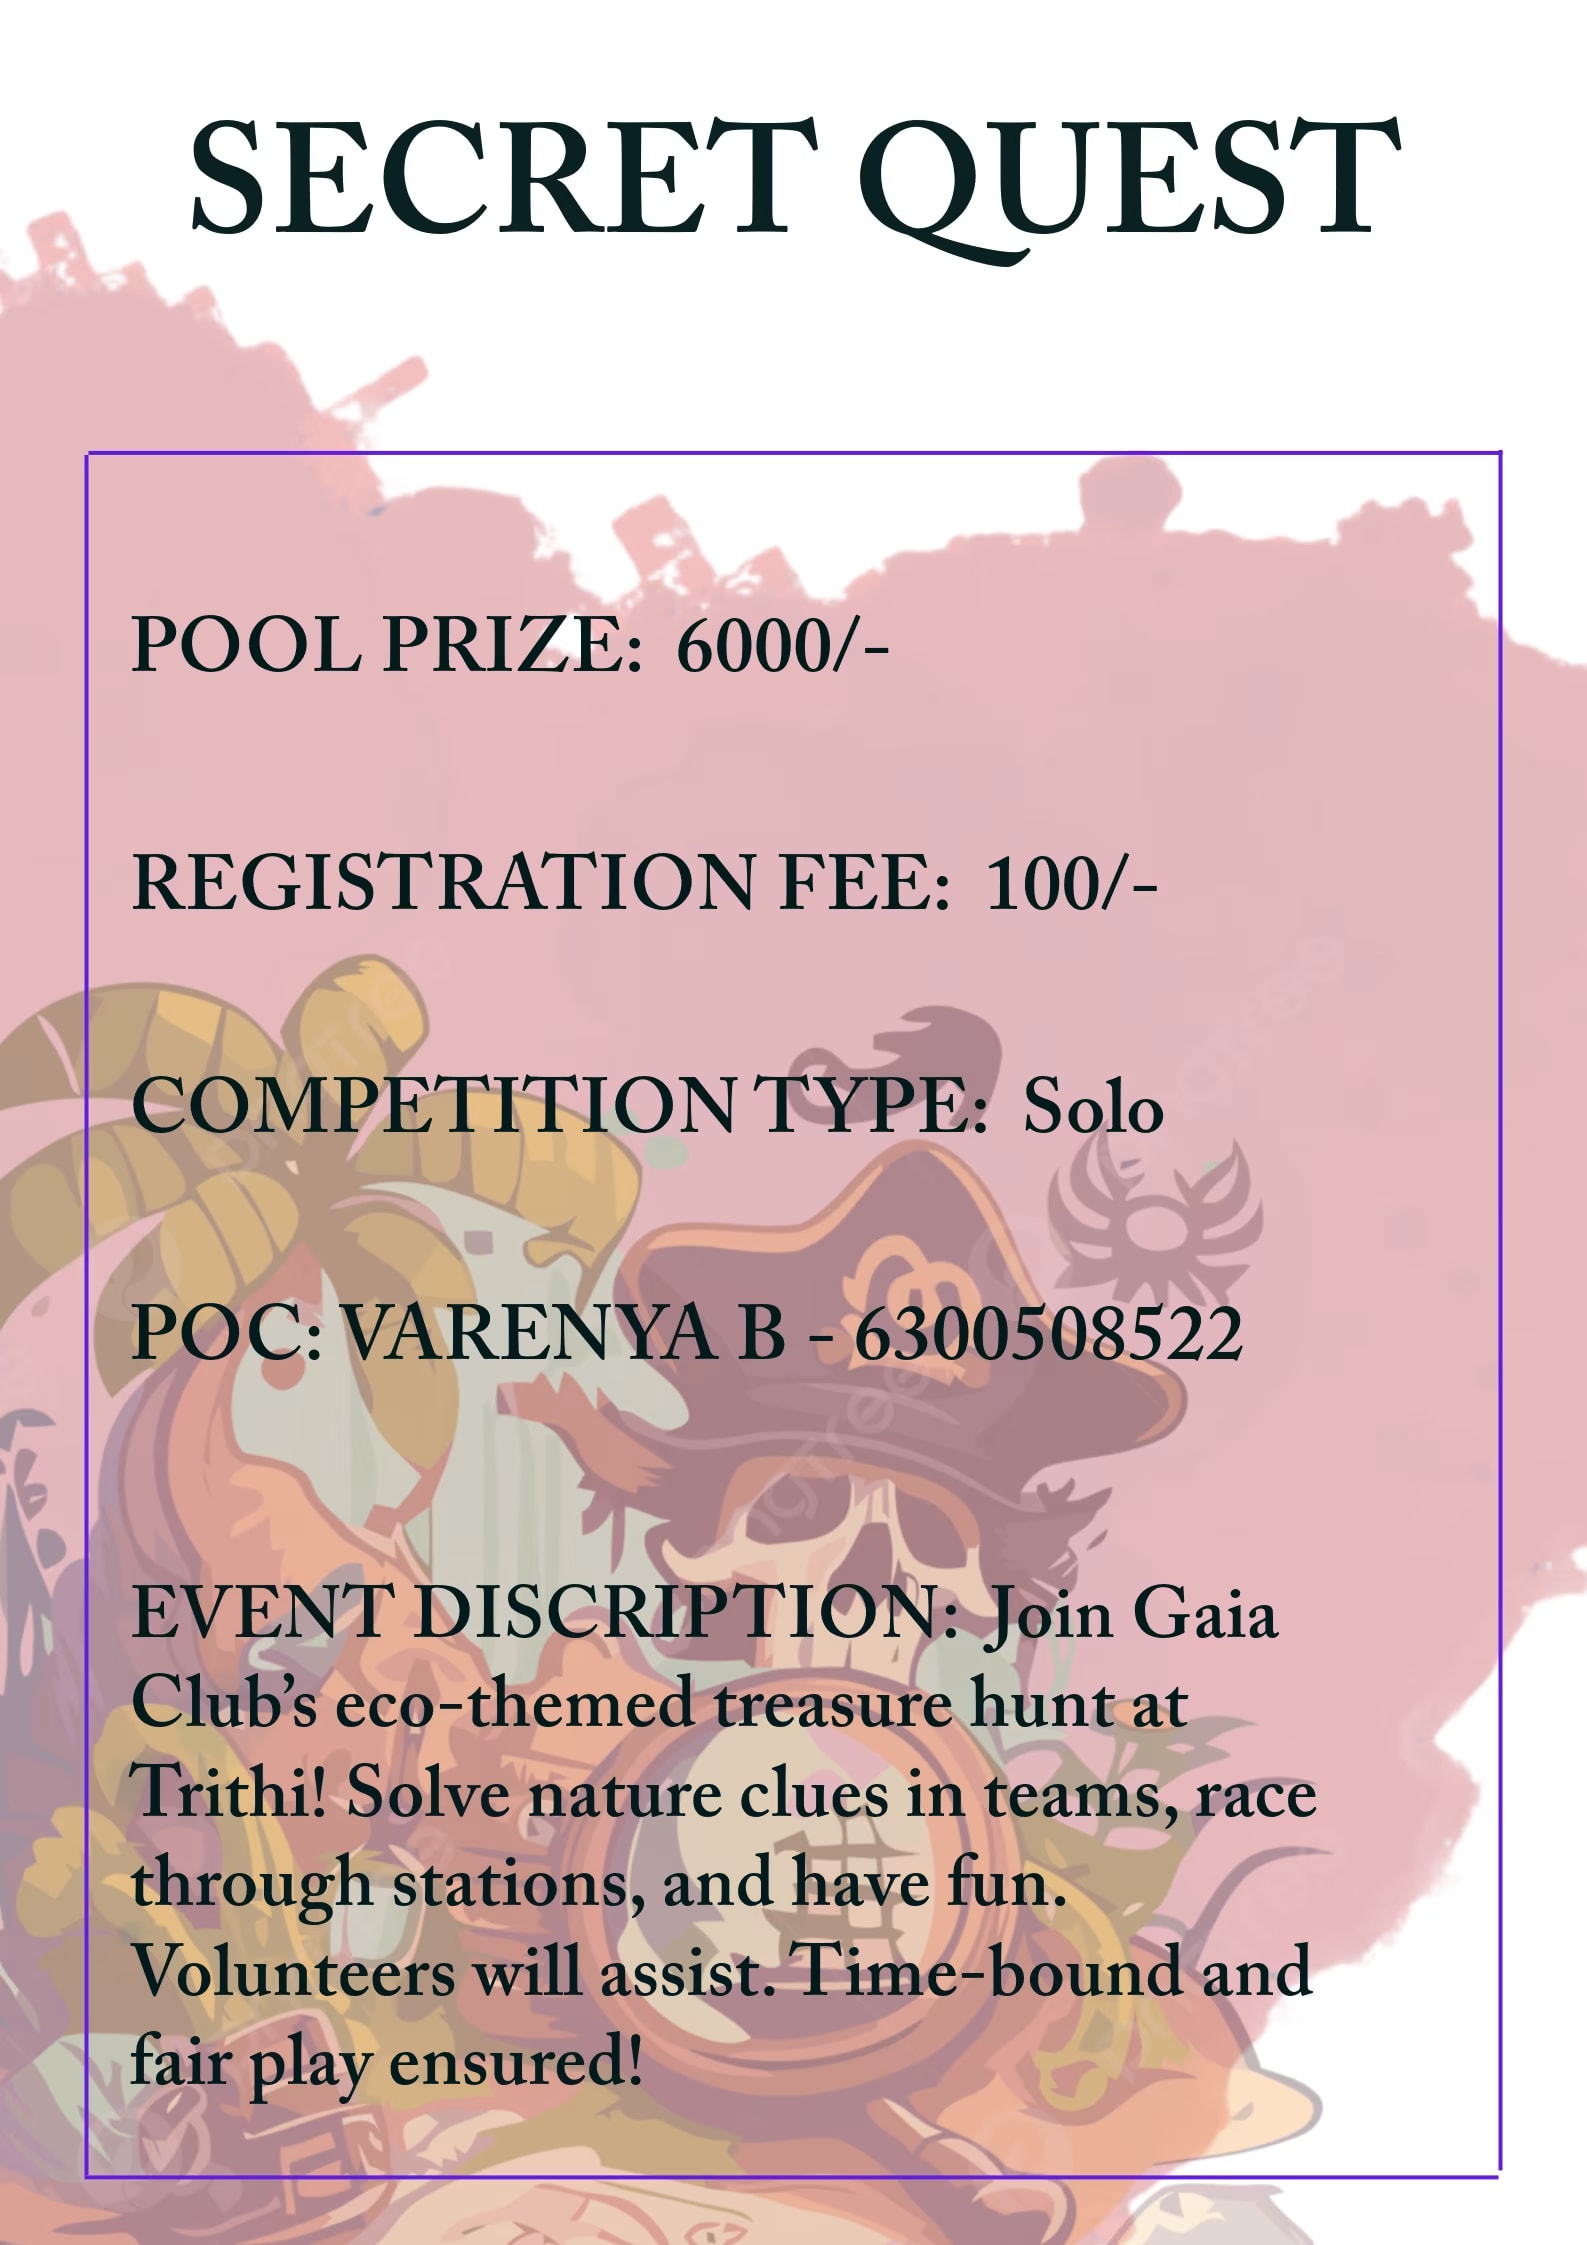 SECRET QUEST
POOL PRIZE: 6000/-
REGISTRATION FEE: 100/-
COMPETITION TYPE: Solo
POC: VARENYA B - 6300508522
EVENT DISCRIPTION: Join Gaia
Club’s eco-themed treasure hunt at
Trithi! Solve nature clues in teams, race
through stations, and have fun.
Volunteers will assist. Time-bound and
fair play ensured!